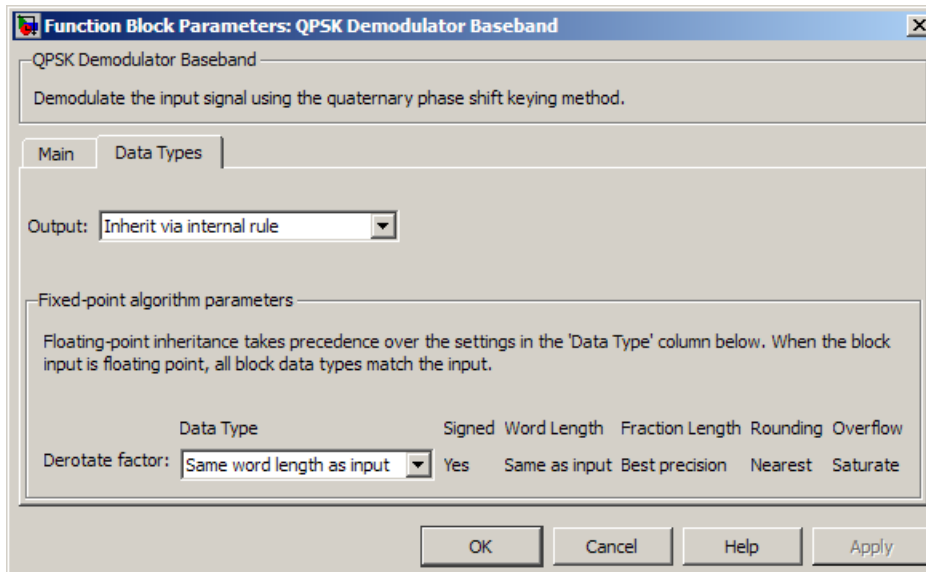 Function Block Parameters: QPSK Demodulator Baseband
QPSK Demodulator Baseband
Demodulate the input signal using the quaternary phase shift keying method.
Main Data Types
Output: Inherit via internal rule
Fixed-point algorithm parameters
Floating-point inheritance takes precedence over the settings in the 'Data Type' column below. When the block
input is floating point, all block data types match the input.
Data Type Signed Word Length Fraction Length Rounding Overflow
Derotate factor: Same word length as input Yes Same as input Best precision Nearest Saturate
OK Cancel Help Apply